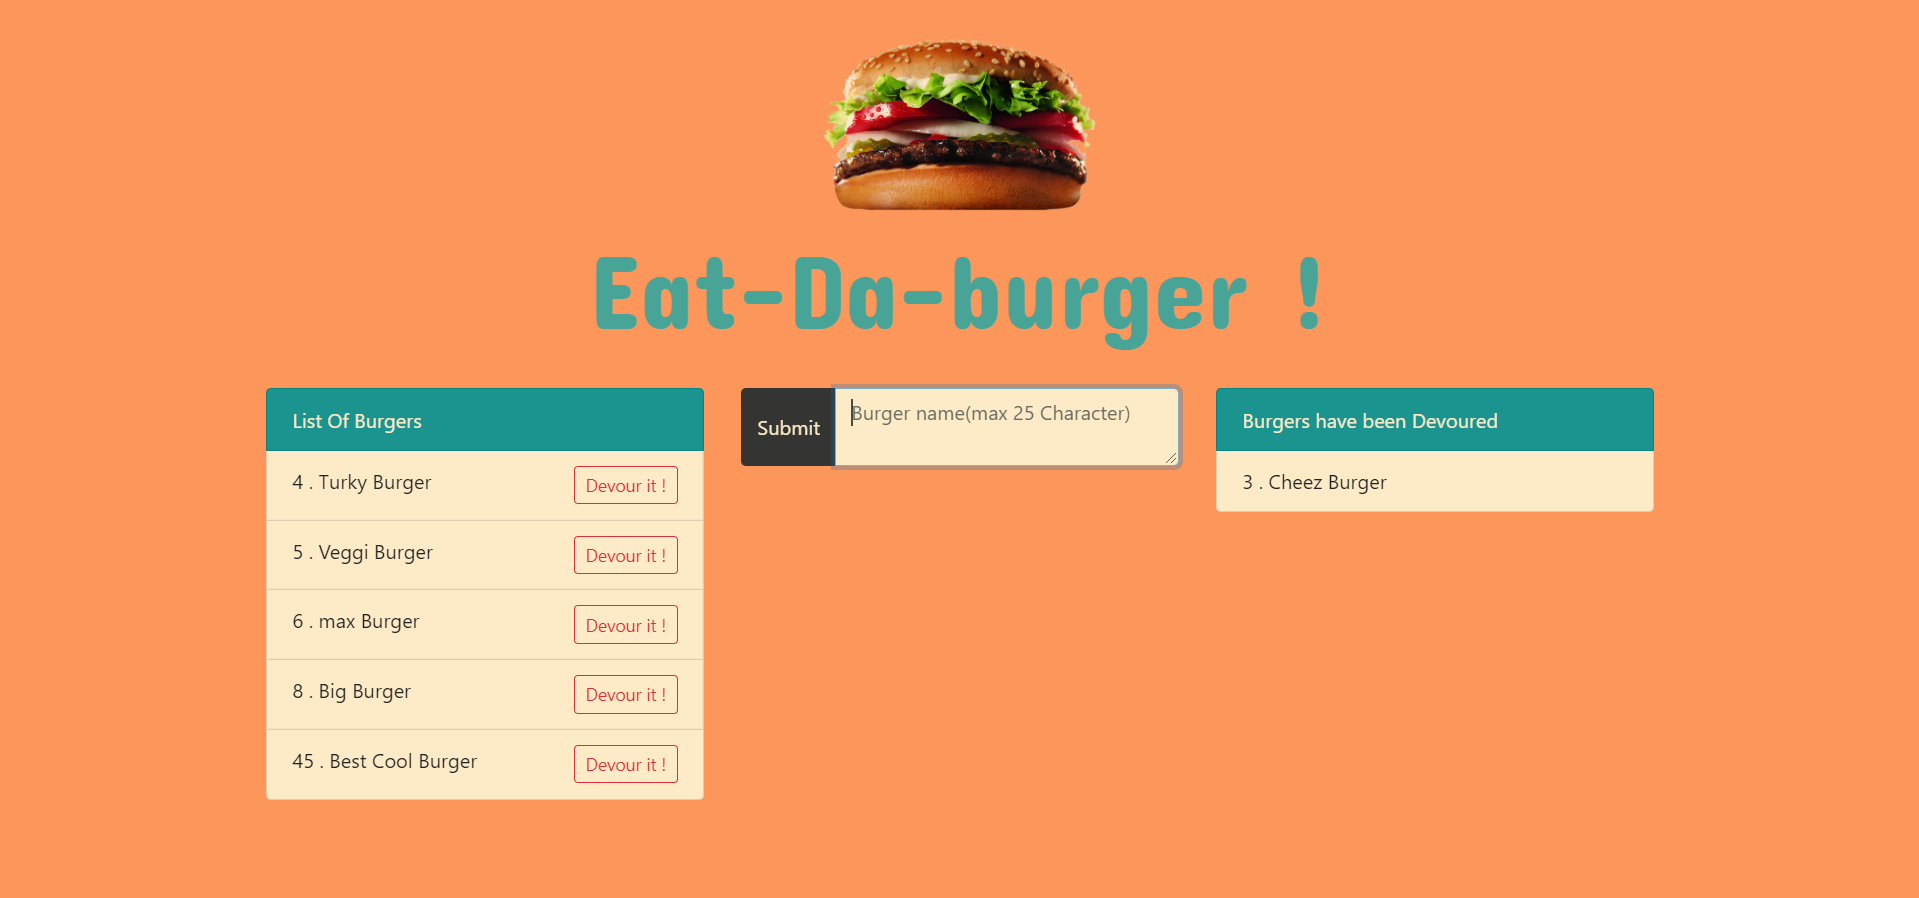 Eat-Da-burger !
List Of Burgers
4 . Turky Burger
Devour it !
5 . Veggi Burger
Devour it !
6 . max Burger
Devour it !
8 . Big Burger
Devour it !
45 . Best Cool Burger
Devour it !
Submit
Burger name(max 25 Character)
Burgers have been Devoured
3 . Cheez Burger